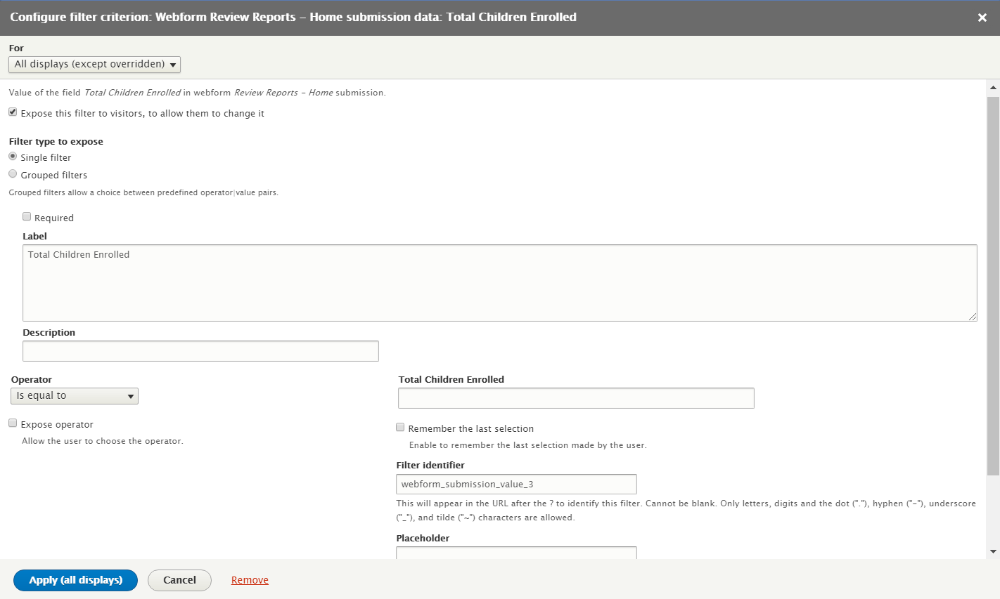 Configure filter criterion: Webform Review Reports – Home submission data: Total Children Enrolled
For
All displays (except overridden)
Value of the field Total Children Enrolled in webform Review Reports – Home submission.
Expose this filter to visitors, to allow them to change it
Filter type to expose
Single filter
Grouped filters
Grouped filters allow a choice between predefined operator|value pairs.
Required
Label
Total Children Enrolled
Description
Operator
Total Children Enrolled
Is equal to
Expose operator
Allow the user to choose the operator.
Remember the last selection
Enable to remember the last selection made by the user.
Filter identifier
webform_submission_value_3
This will appear in the URL after the ? to identify this filter. Cannot be blank. Only letters, digits and the dot ("."), hyphen ("-"), underscore
("_"), and tilde ("~") characters are allowed.
Placeholder
Apply (all displays)
Cancel
Remove